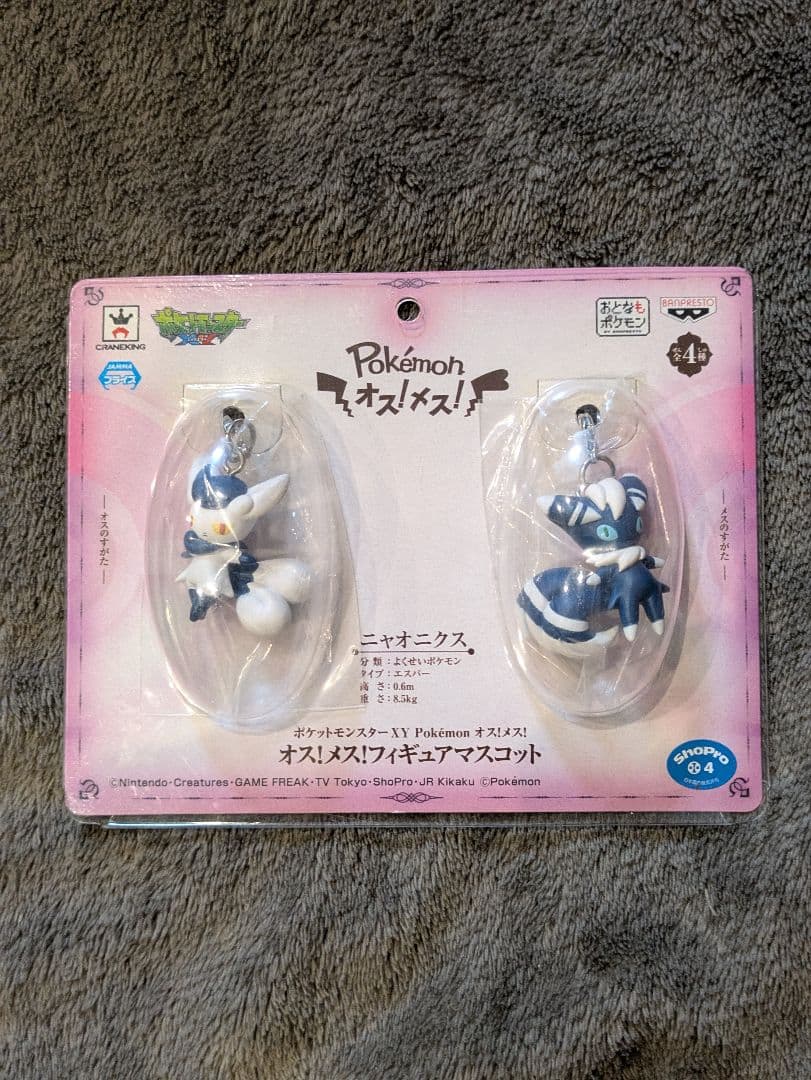 CRANEKING
ポケットモンスター
XY
おとなも
ポケモン
BY BANPRESTO
BANPRESTO
JAMMA
プライズ
ぜん全4しゅ種
Pokémon
オス!メス!
オスのすがた
メスのすがた
ニャオニクス
分類:よくせいポケモン
タイプ:エスパー
高さ:0.6m
重さ:8.5kg
ポケットモンスターXY Pokémon オス!メス!
オス!メス!フィギュアマスコット
ShoPro
4
©Nintendo・Creatures・GAME FREAK・TV Tokyo・ShoPro・JR Kikaku ©Pokémon